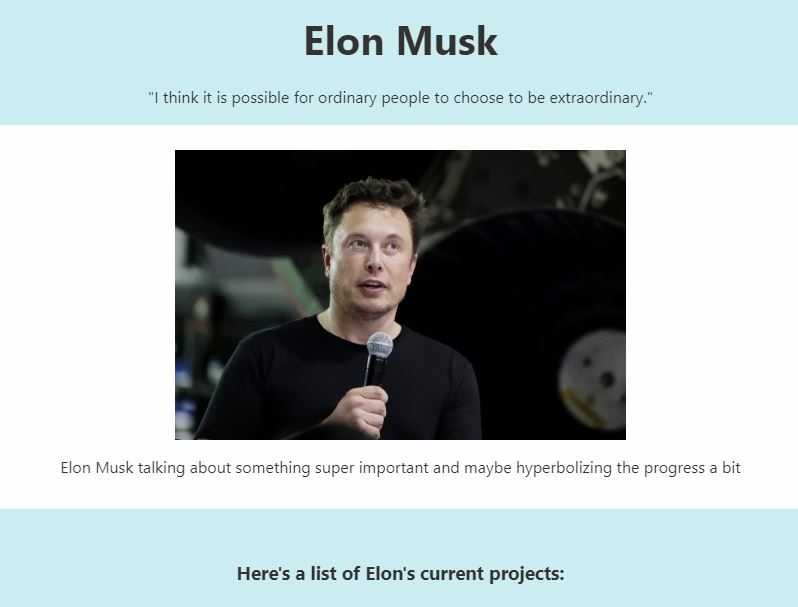 Elon Musk
"I think it is possible for ordinary people to choose to be extraordinary."
Elon Musk talking about something super important and maybe hyperbolizing the progress a bit
Here's a list of Elon's current projects: